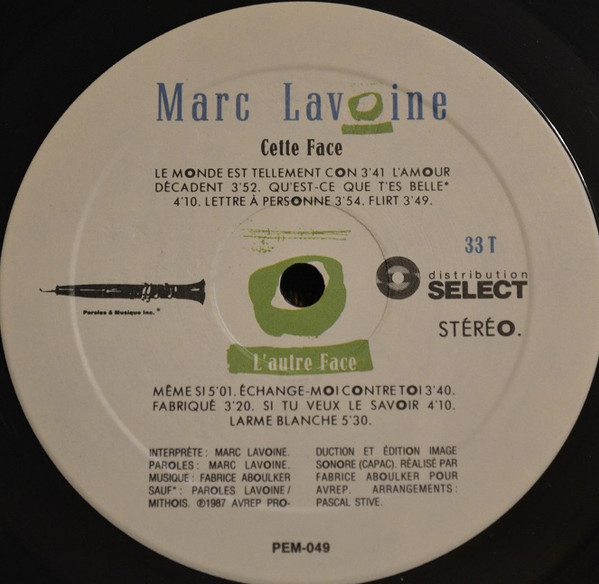 Marc Lavoine
Cette Face
LE MONDE EST TELLEMENT CON 3'41 L'AMOUR
DÉCADENT 3'52. QU'EST-CE QUE T'ES BELLE*
4'10. LETTRE À PERSONNE 3'54. FLIRT 3'49.
33 T
distribution
SELECT
Paroles & Musique Inc.
STÉRÉO.
L'autre Face
MÊME SI 5'01. ÉCHANGE-MOI CONTRE TOI 3'40.
FABRIQUÉ 3'20. SI TU VEUX LE SAVOIR 4'10.
LARME BLANCHE 5'30.
INTERPRÈTE : MARC LAVOINE.
PAROLES : MARC LAVOINE.
MUSIQUE : FABRICE ABOULKER
SAUF* : PAROLES LAVOINE/
MITHOIS. ℗1987 AVREP PRO-
DUCTION ET ÉDITION IMAGE
SONORE (CAPAC). RÉALISÉ PAR
FABRICE ABOULKER POUR
AVREP. ARRANGEMENTS :
PASCAL STIVE.
PEM-049